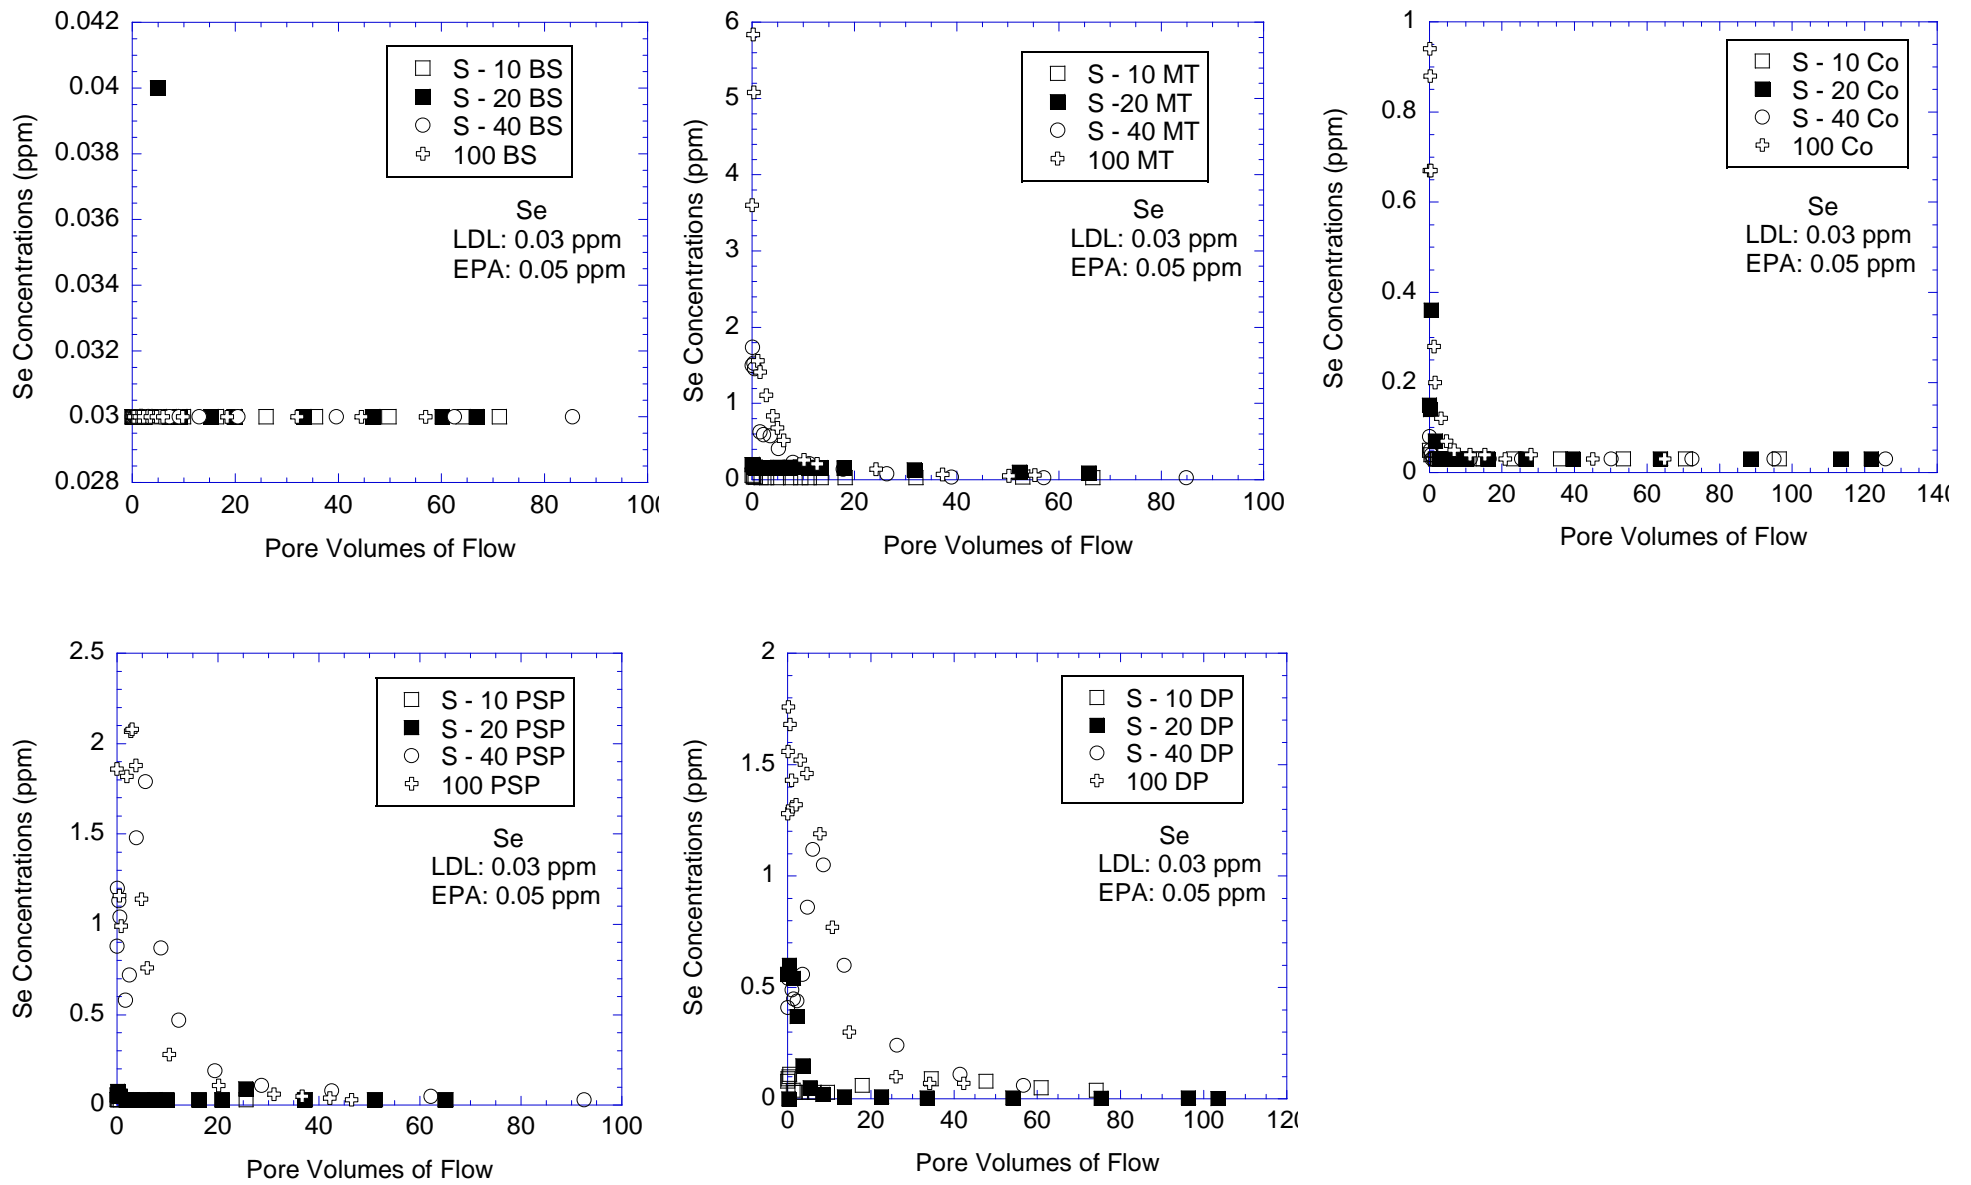 0.042
0.04
0.038
0.036
0.034
0.032
0.03
0.028
0 20 40 60 80 100
Se Concentrations (ppm)
Pore Volumes of Flow
S - 10 BS
S - 20 BS
S - 40 BS
100 BS
Se
LDL: 0.03 ppm
EPA: 0.05 ppm
6
5
4
3
2
1
0
0 20 40 60 80 100
Se Concentrations (ppm)
Pore Volumes of Flow
S - 10 MT
S -20 MT
S - 40 MT
100 MT
Se
LDL: 0.03 ppm
EPA: 0.05 ppm
1
0.8
0.6
0.4
0.2
0
0 20 40 60 80 100 120 140
Se Concentrations (ppm)
Pore Volumes of Flow
S - 10 Co
S - 20 Co
S - 40 Co
100 Co
Se
LDL: 0.03 ppm
EPA: 0.05 ppm
2.5
2
1.5
1
0.5
0
0 20 40 60 80 100
Se Concentrations (ppm)
Pore Volumes of Flow
S - 10 PSP
S - 20 PSP
S - 40 PSP
100 PSP
Se
LDL: 0.03 ppm
EPA: 0.05 ppm
2
1.5
1
0.5
0
0 20 40 60 80 100 120
Se Concentrations (ppm)
Pore Volumes of Flow
S - 10 DP
S - 20 DP
S - 40 DP
100 DP
Se
LDL: 0.03 ppm
EPA: 0.05 ppm